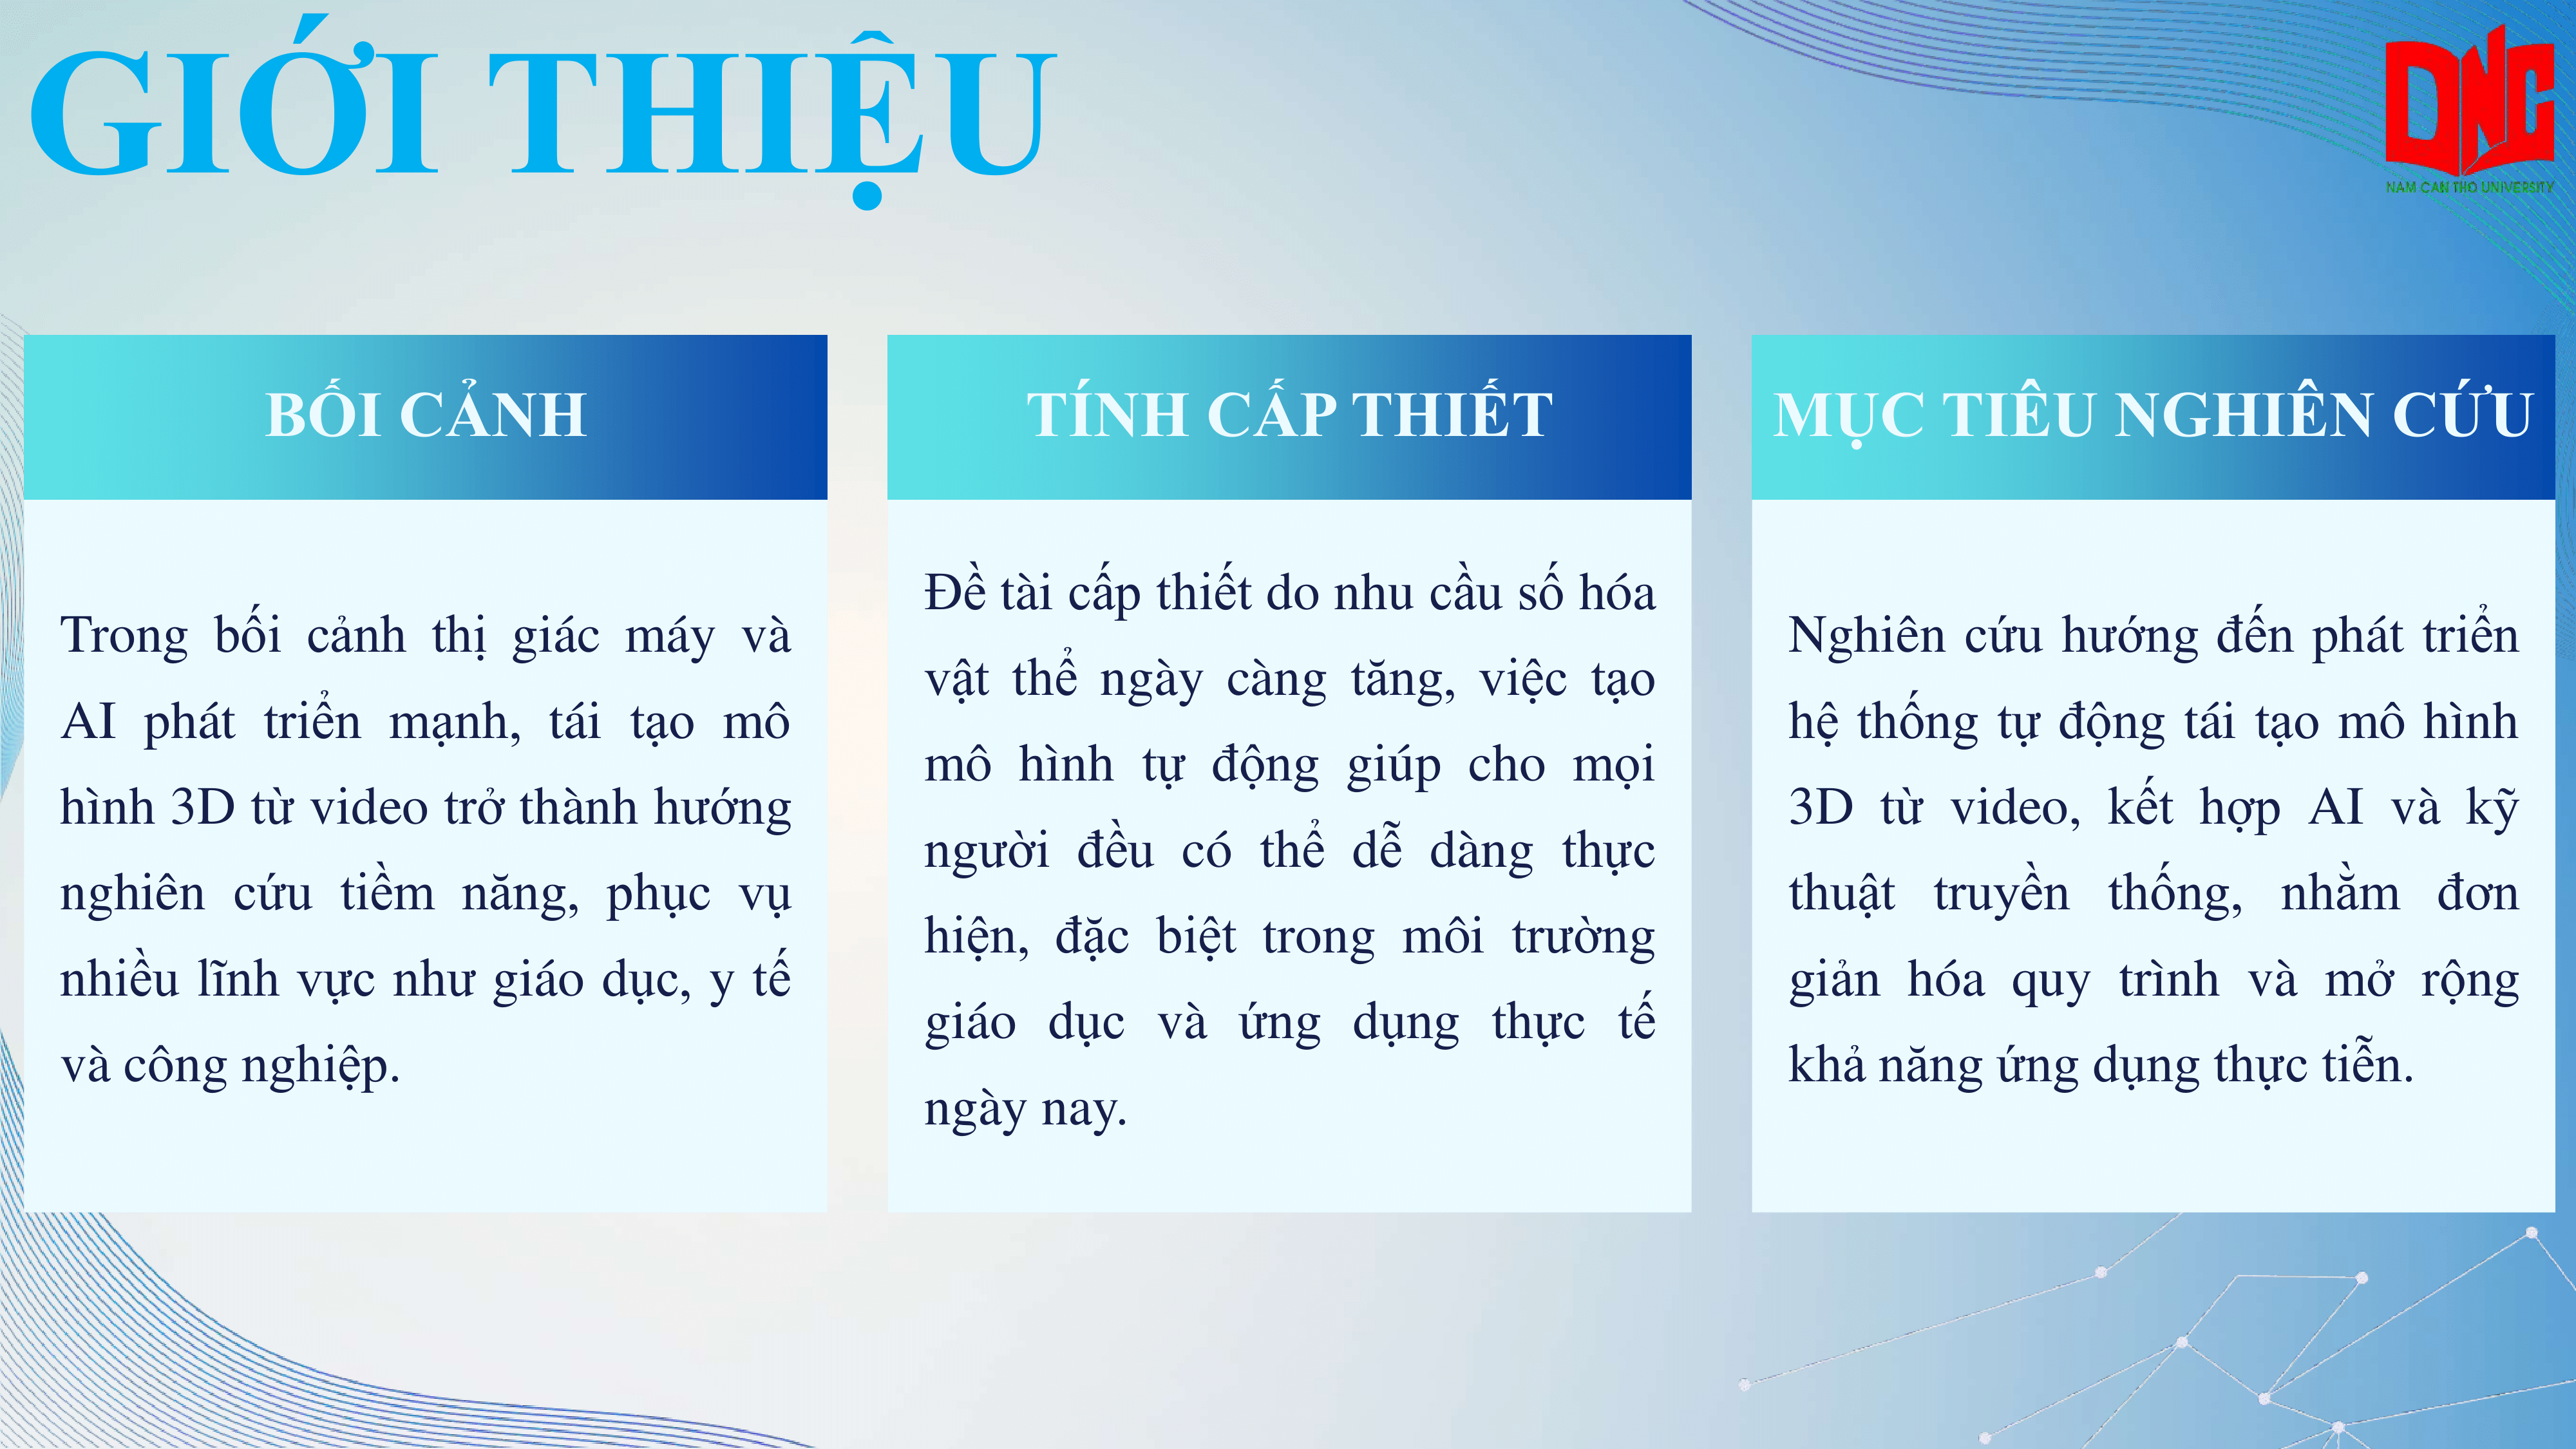 GIỚI THIỆU
NAM CAN THO UNIVERSITY
BỐI CẢNH
Trong bối cảnh thị giác máy và
AI phát triển mạnh, tái tạo mô
hình 3D từ video trở thành hướng
nghiên cứu tiềm năng, phục vụ
nhiều lĩnh vực như giáo dục, y tế
và công nghiệp.
TÍNH CẤP THIẾT
Đề tài cấp thiết do nhu cầu số hóa
vật thể ngày càng tăng, việc tạo
mô hình tự động giúp cho mọi
người đều có thể dễ dàng thực
hiện, đặc biệt trong môi trường
giáo dục và ứng dụng thực tế
ngày nay.
MỤC TIÊU NGHIÊN CỨU
Nghiên cứu hướng đến phát triển
hệ thống tự động tái tạo mô hình
3D từ video, kết hợp AI và kỹ
thuật truyền thống, nhằm đơn
giản hóa quy trình và mở rộng
khả năng ứng dụng thực tiễn.
DNC